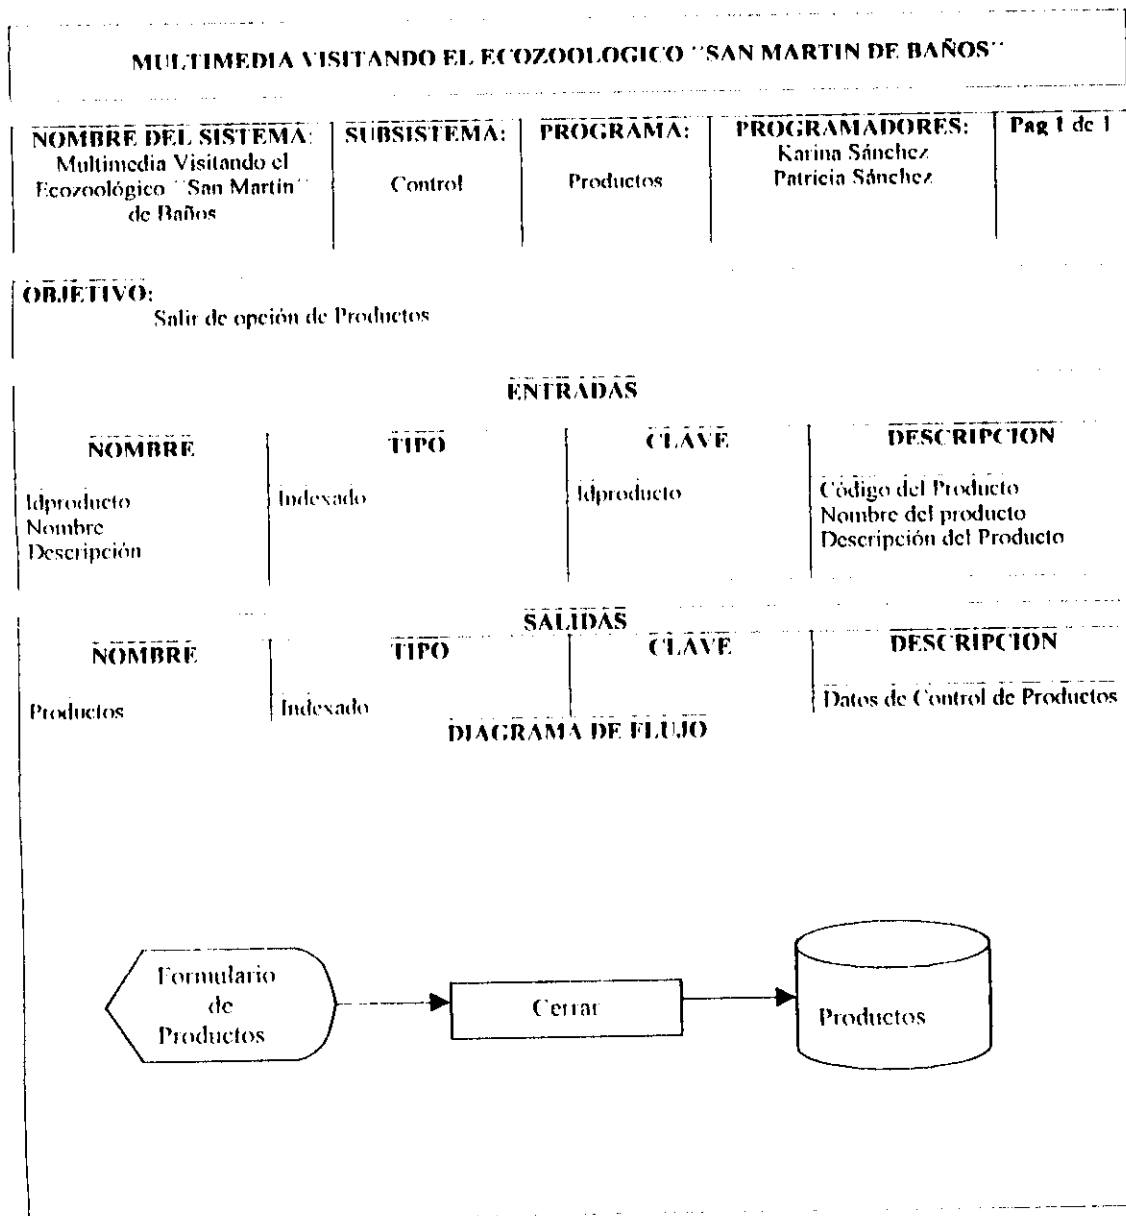 MULTIMEDIA VISITANDO EL ECOZOOLOGICO ¨SAN MARTIN DE BAÑOS¨
NOMBRE DEL SISTEMA:
Multimedia Visitando el
Ecozoológico ¨San Martín¨
de Baños
SUBSISTEMA:
Control
PROGRAMA:
Productos
PROGRAMADORES:
Karina Sánchez
Patricia Sánchez
Pag 1 de 1
OBJETIVO:
Salir de opción de Productos
ENTRADAS
NOMBRE TIPO CLAVE DESCRIPCION
Idproducto Indexado Idproducto Código del Producto
Nombre Nombre del producto
Descripción Descripción del Producto
SALIDAS
NOMBRE TIPO CLAVE DESCRIPCION
Productos Indexado Datos de Control de Productos
DIAGRAMA DE FLUJO
Formulario
de
Productos
Cerrar
Productos